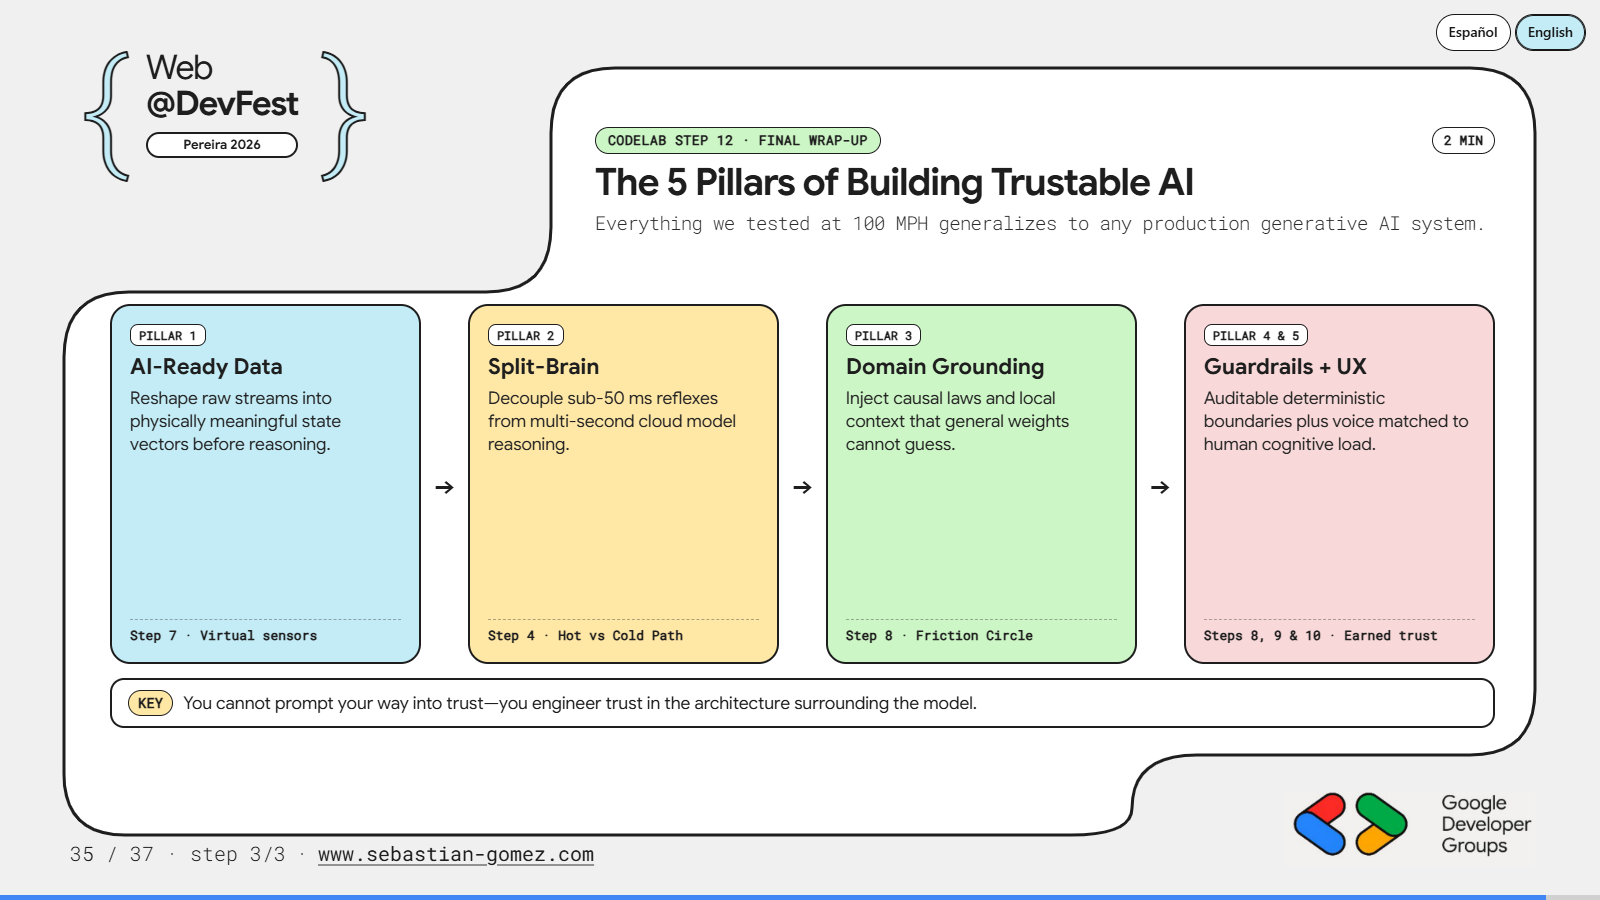 Español
English
Web
@DevFest
Pereira 2026
CODELAB STEP 12 · FINAL WRAP-UP
2 MIN
The 5 Pillars of Building Trustable AI
Everything we tested at 100 MPH generalizes to any production generative AI system.
PILLAR 1
AI-Ready Data
Reshape raw streams into
physically meaningful state
vectors before reasoning.
Step 7 · Virtual sensors
PILLAR 2
Split-Brain
Decouple sub-50 ms reflexes
from multi-second cloud model
reasoning.
Step 4 · Hot vs Cold Path
PILLAR 3
Domain Grounding
Inject causal laws and local
context that general weights
cannot guess.
Step 8 · Friction Circle
PILLAR 4 & 5
Guardrails + UX
Auditable deterministic
boundaries plus voice matched to
human cognitive load.
Steps 8, 9 & 10 · Earned trust
KEY You cannot prompt your way into trust—you engineer trust in the architecture surrounding the model.
35 / 37 · step 3/3 · www.sebastian-gomez.com
Google
Developer
Groups